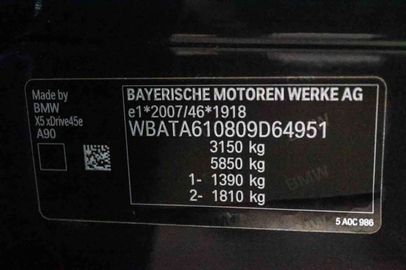 Made by
BMW
X5 xDrive45e
A90
BAYERISCHE MOTOREN WERKE AG
e1*2007/46*1918
WBATA610809D64951
3150 kg
5850 kg
1- 1390 kg
2- 1810 kg
5 A0C 986